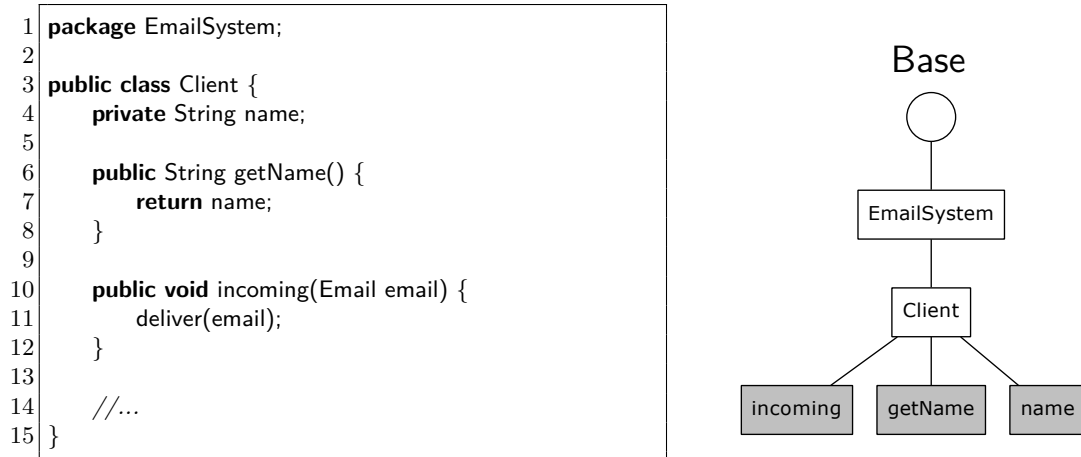 1 package EmailSystem;
2
3 public class Client {
4 private String name;
5
6 public String getName() {
7 return name;
8 }
9
10 public void incoming(Email email) {
11 deliver(email);
12 }
13
14 //...
15 }
Base
EmailSystem
Client
incoming getName name